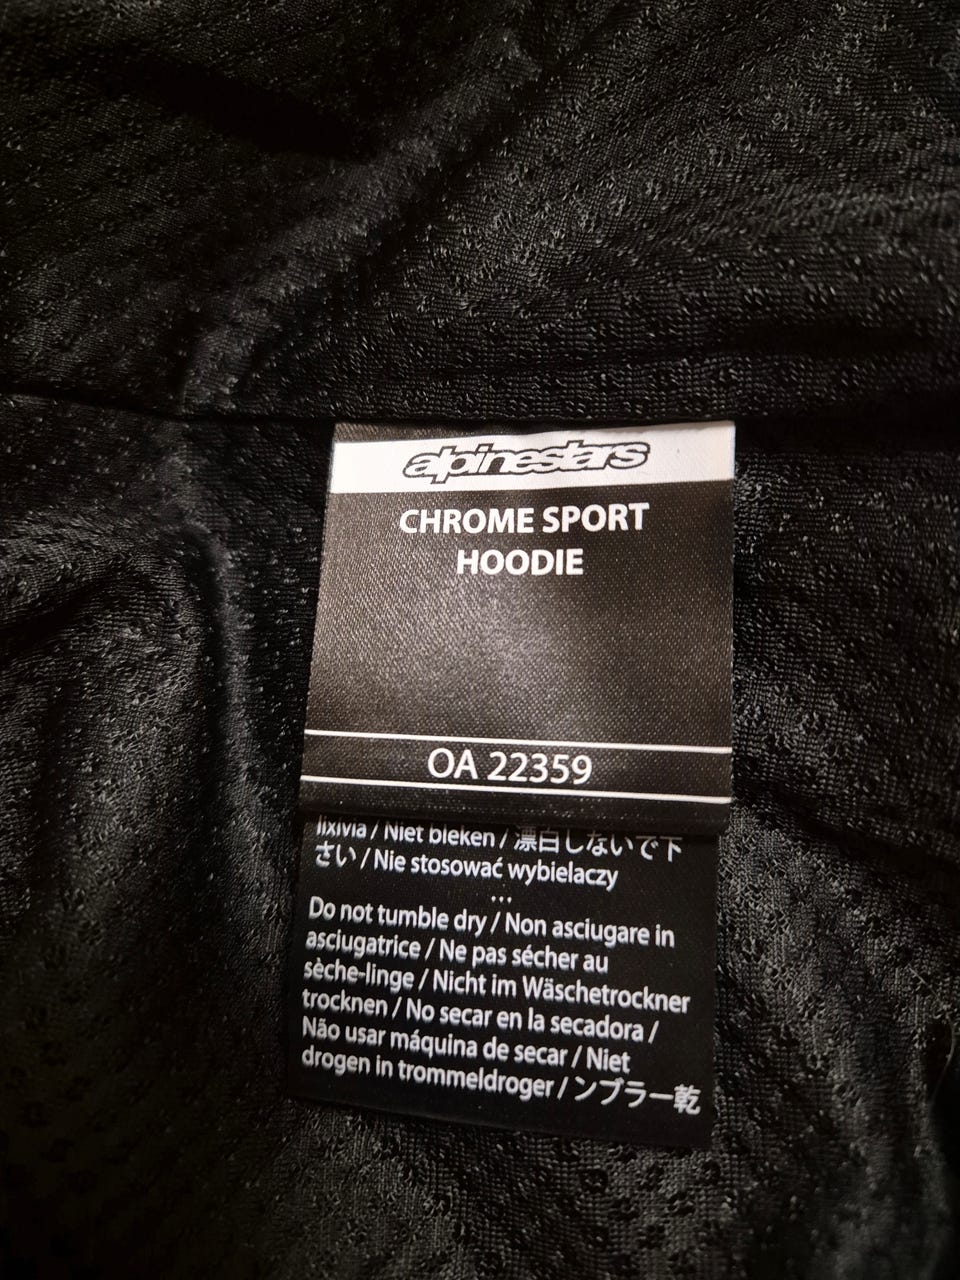 alpinestars
CHROME SPORT
HOODIE
OA 22359
lixívia / Niet bleken / 漂白しないで下
さい / Nie stosować wybielaczy
...
Do not tumble dry / Non asciugare in
asciugatrice / Ne pas sécher au
sèche-linge / Nicht im Wäschetrockner
trocknen / No secar en la secadora /
Não usar máquina de secar / Niet
drogen in trommeldroger / ンブラー乾